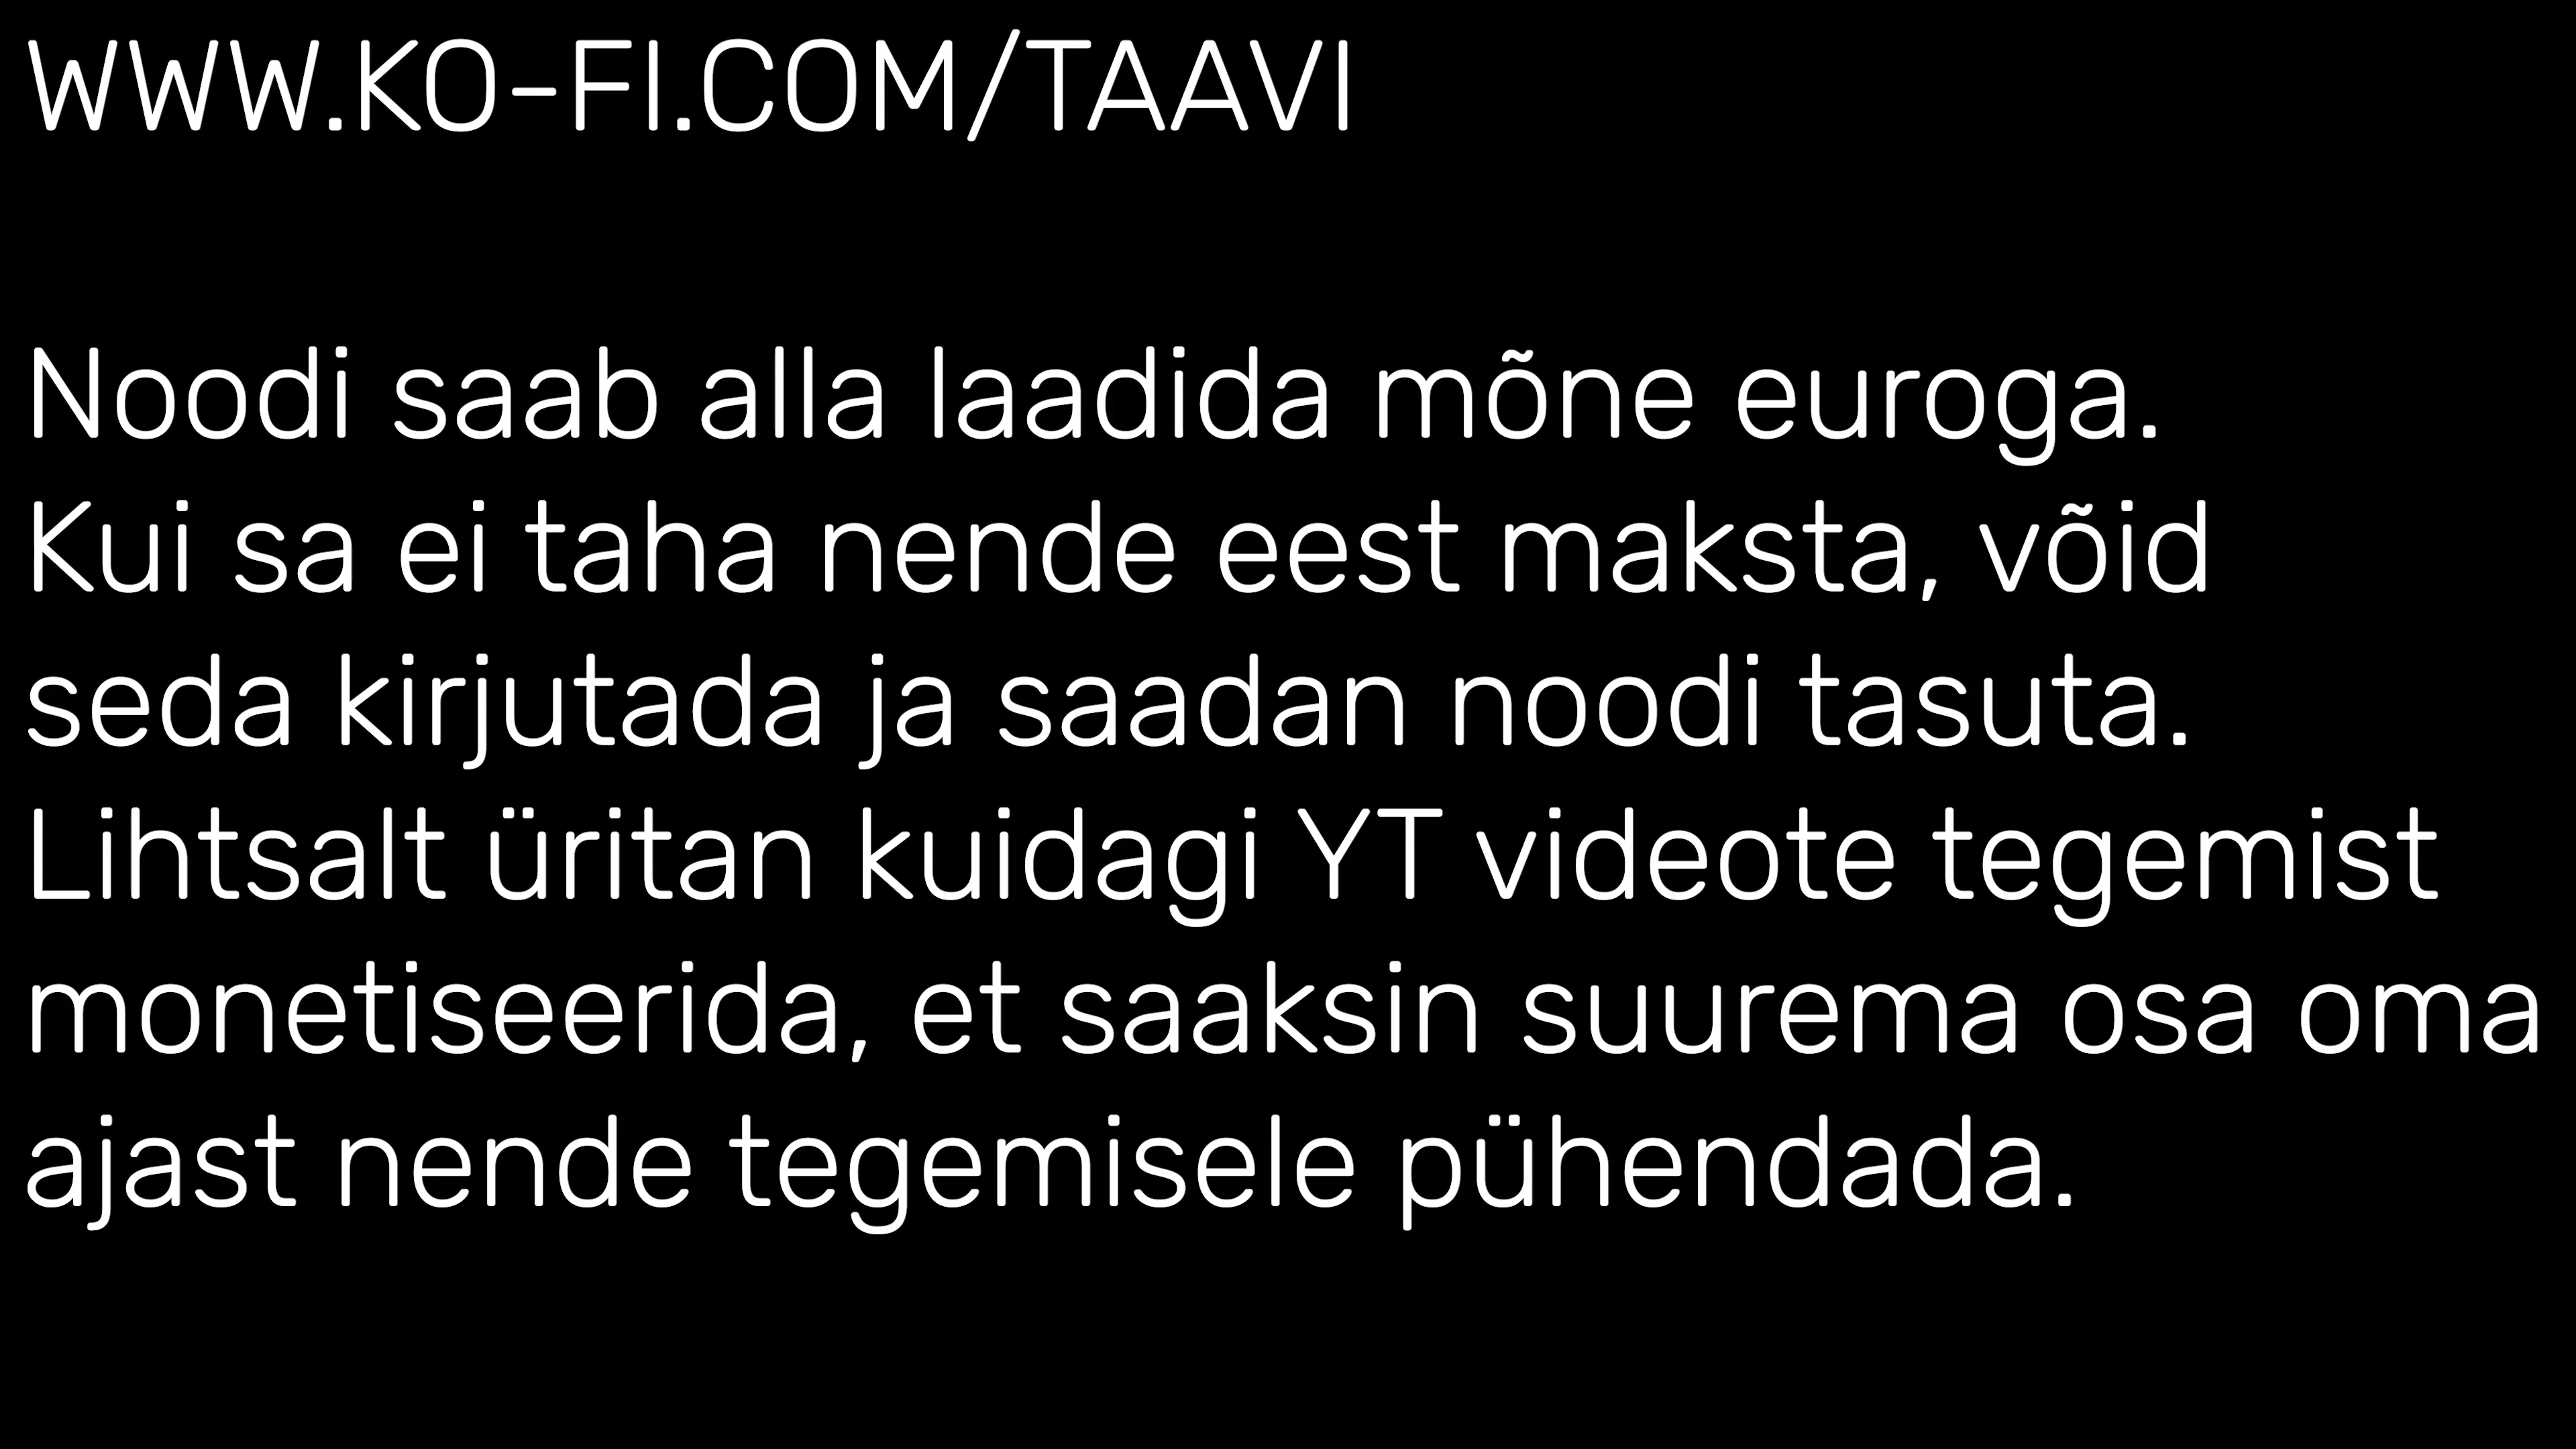 WWW.KO-FI.COM/TAAVI
Noodi saab alla laadida mõne euroga.
Kui sa ei taha nende eest maksta, võid
seda kirjutada ja saadan noodi tasuta.
Lihtsalt üritan kuidagi YT videote tegemist
monetiseerida, et saaksin suurema osa oma
ajast nende tegemisele pühendada.